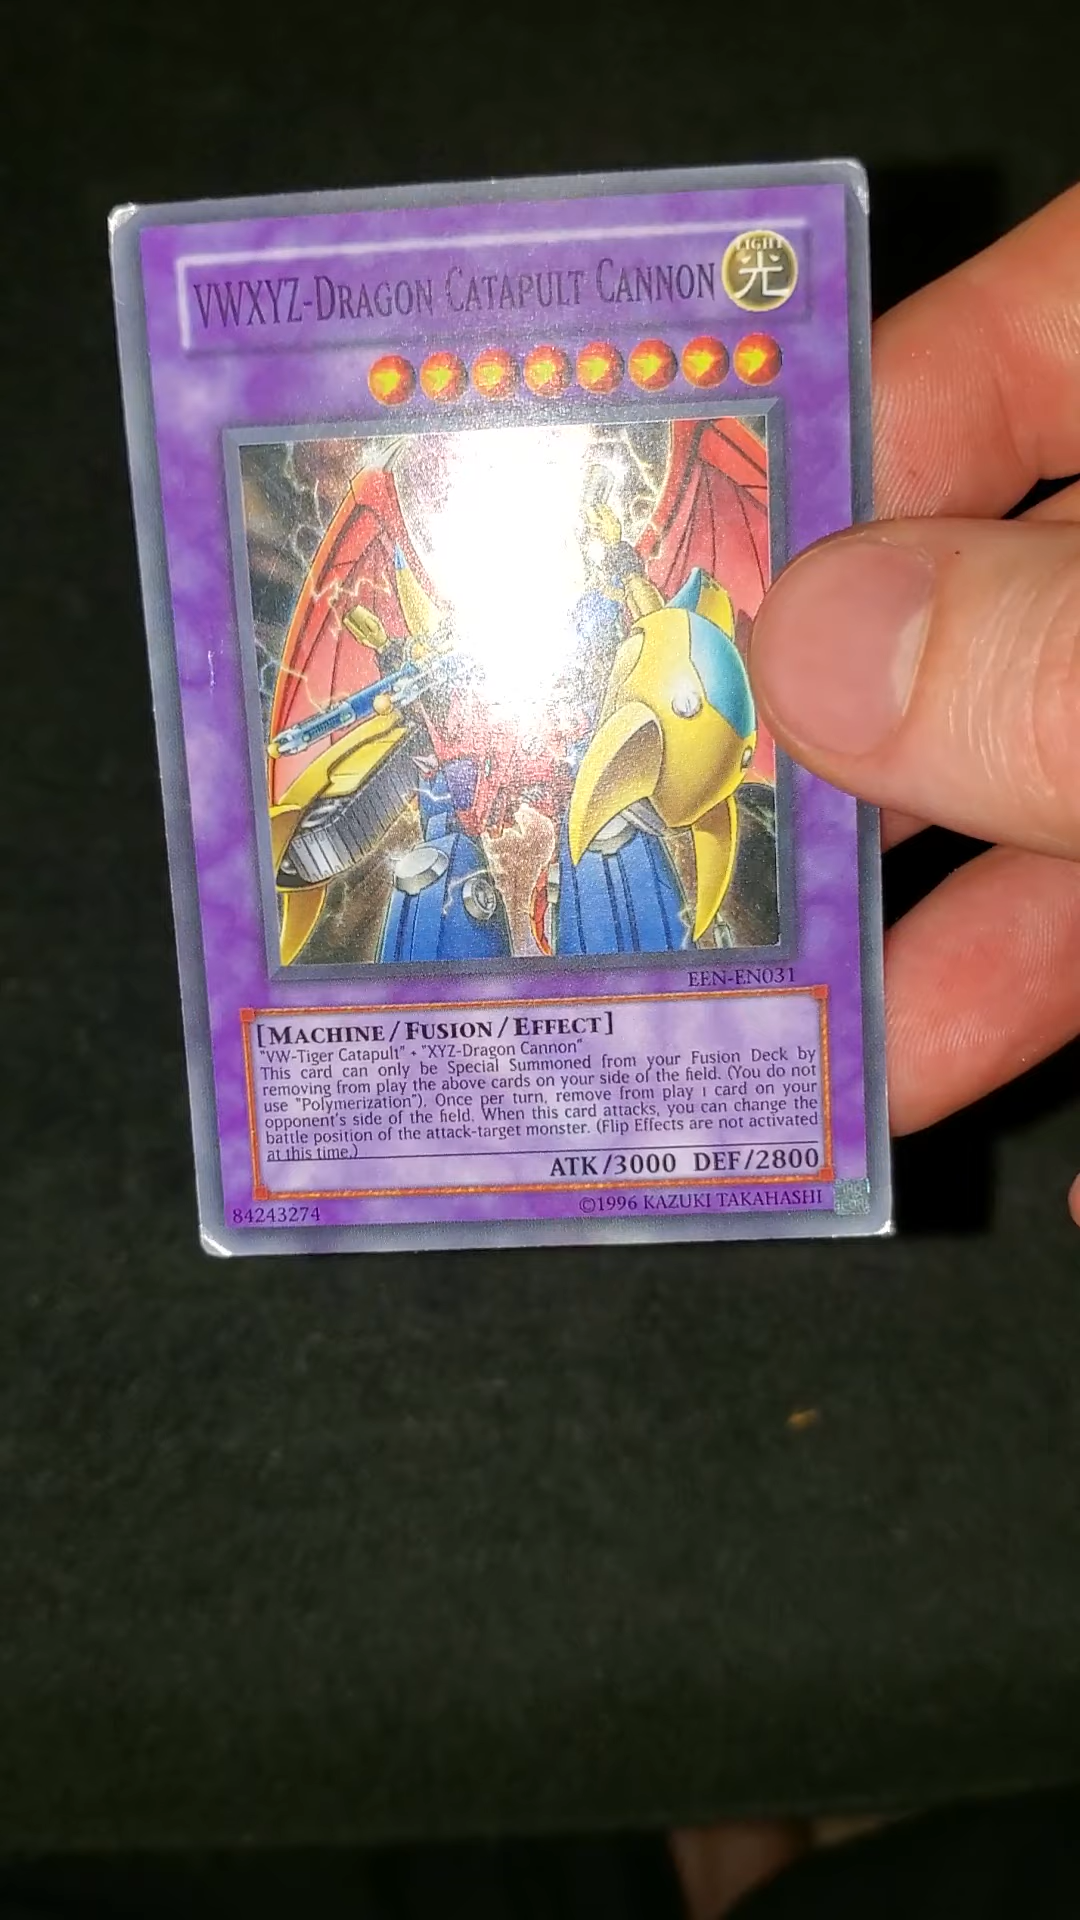 VWXYZ-DRAGON CATAPULT CANNON
LIGHT
光
EEN-EN031
[MACHINE/FUSION/EFFECT]
"VW-Tiger Catapult" + "XYZ-Dragon Cannon"
This card can only be Special Summoned from your Fusion Deck by
removing from play the above cards on your side of the field. (You do not
use "Polymerization"). Once per turn, remove from play 1 card on your
opponent's side of the field. When this card attacks, you can change the
battle position of the attack-target monster. (Flip Effects are not activated
at this time.)
ATK/3000 DEF/2800
84243274
©1996 KAZUKI TAKAHASHI